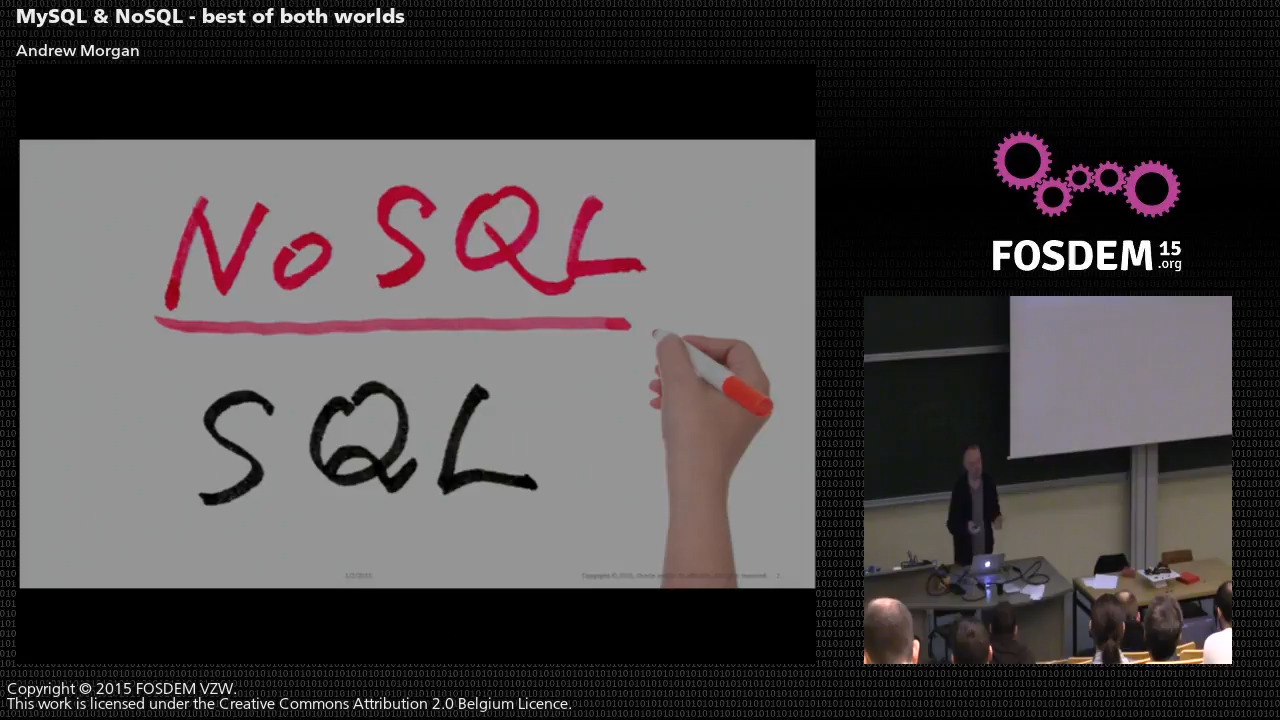 MySQL & NoSQL - best of both worlds
Andrew Morgan
NoSQL
SQL
FOSDEM 15
.org
Copyright © 2015 FOSDEM VZW.
This work is licensed under the Creative Commons Attribution 2.0 Belgium Licence.